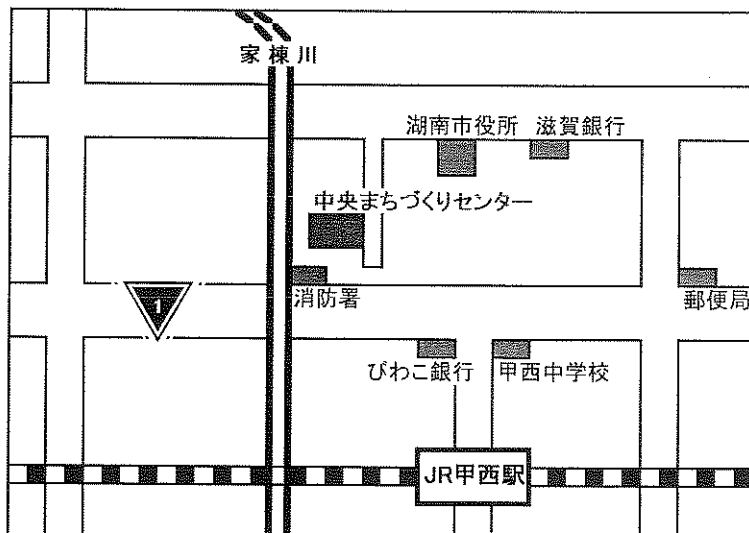 家棟川
湖南市役所
滋賀銀行
中央まちづくりセンター
1
消防署
郵便局
びわこ銀行
甲西中学校
JR甲西駅